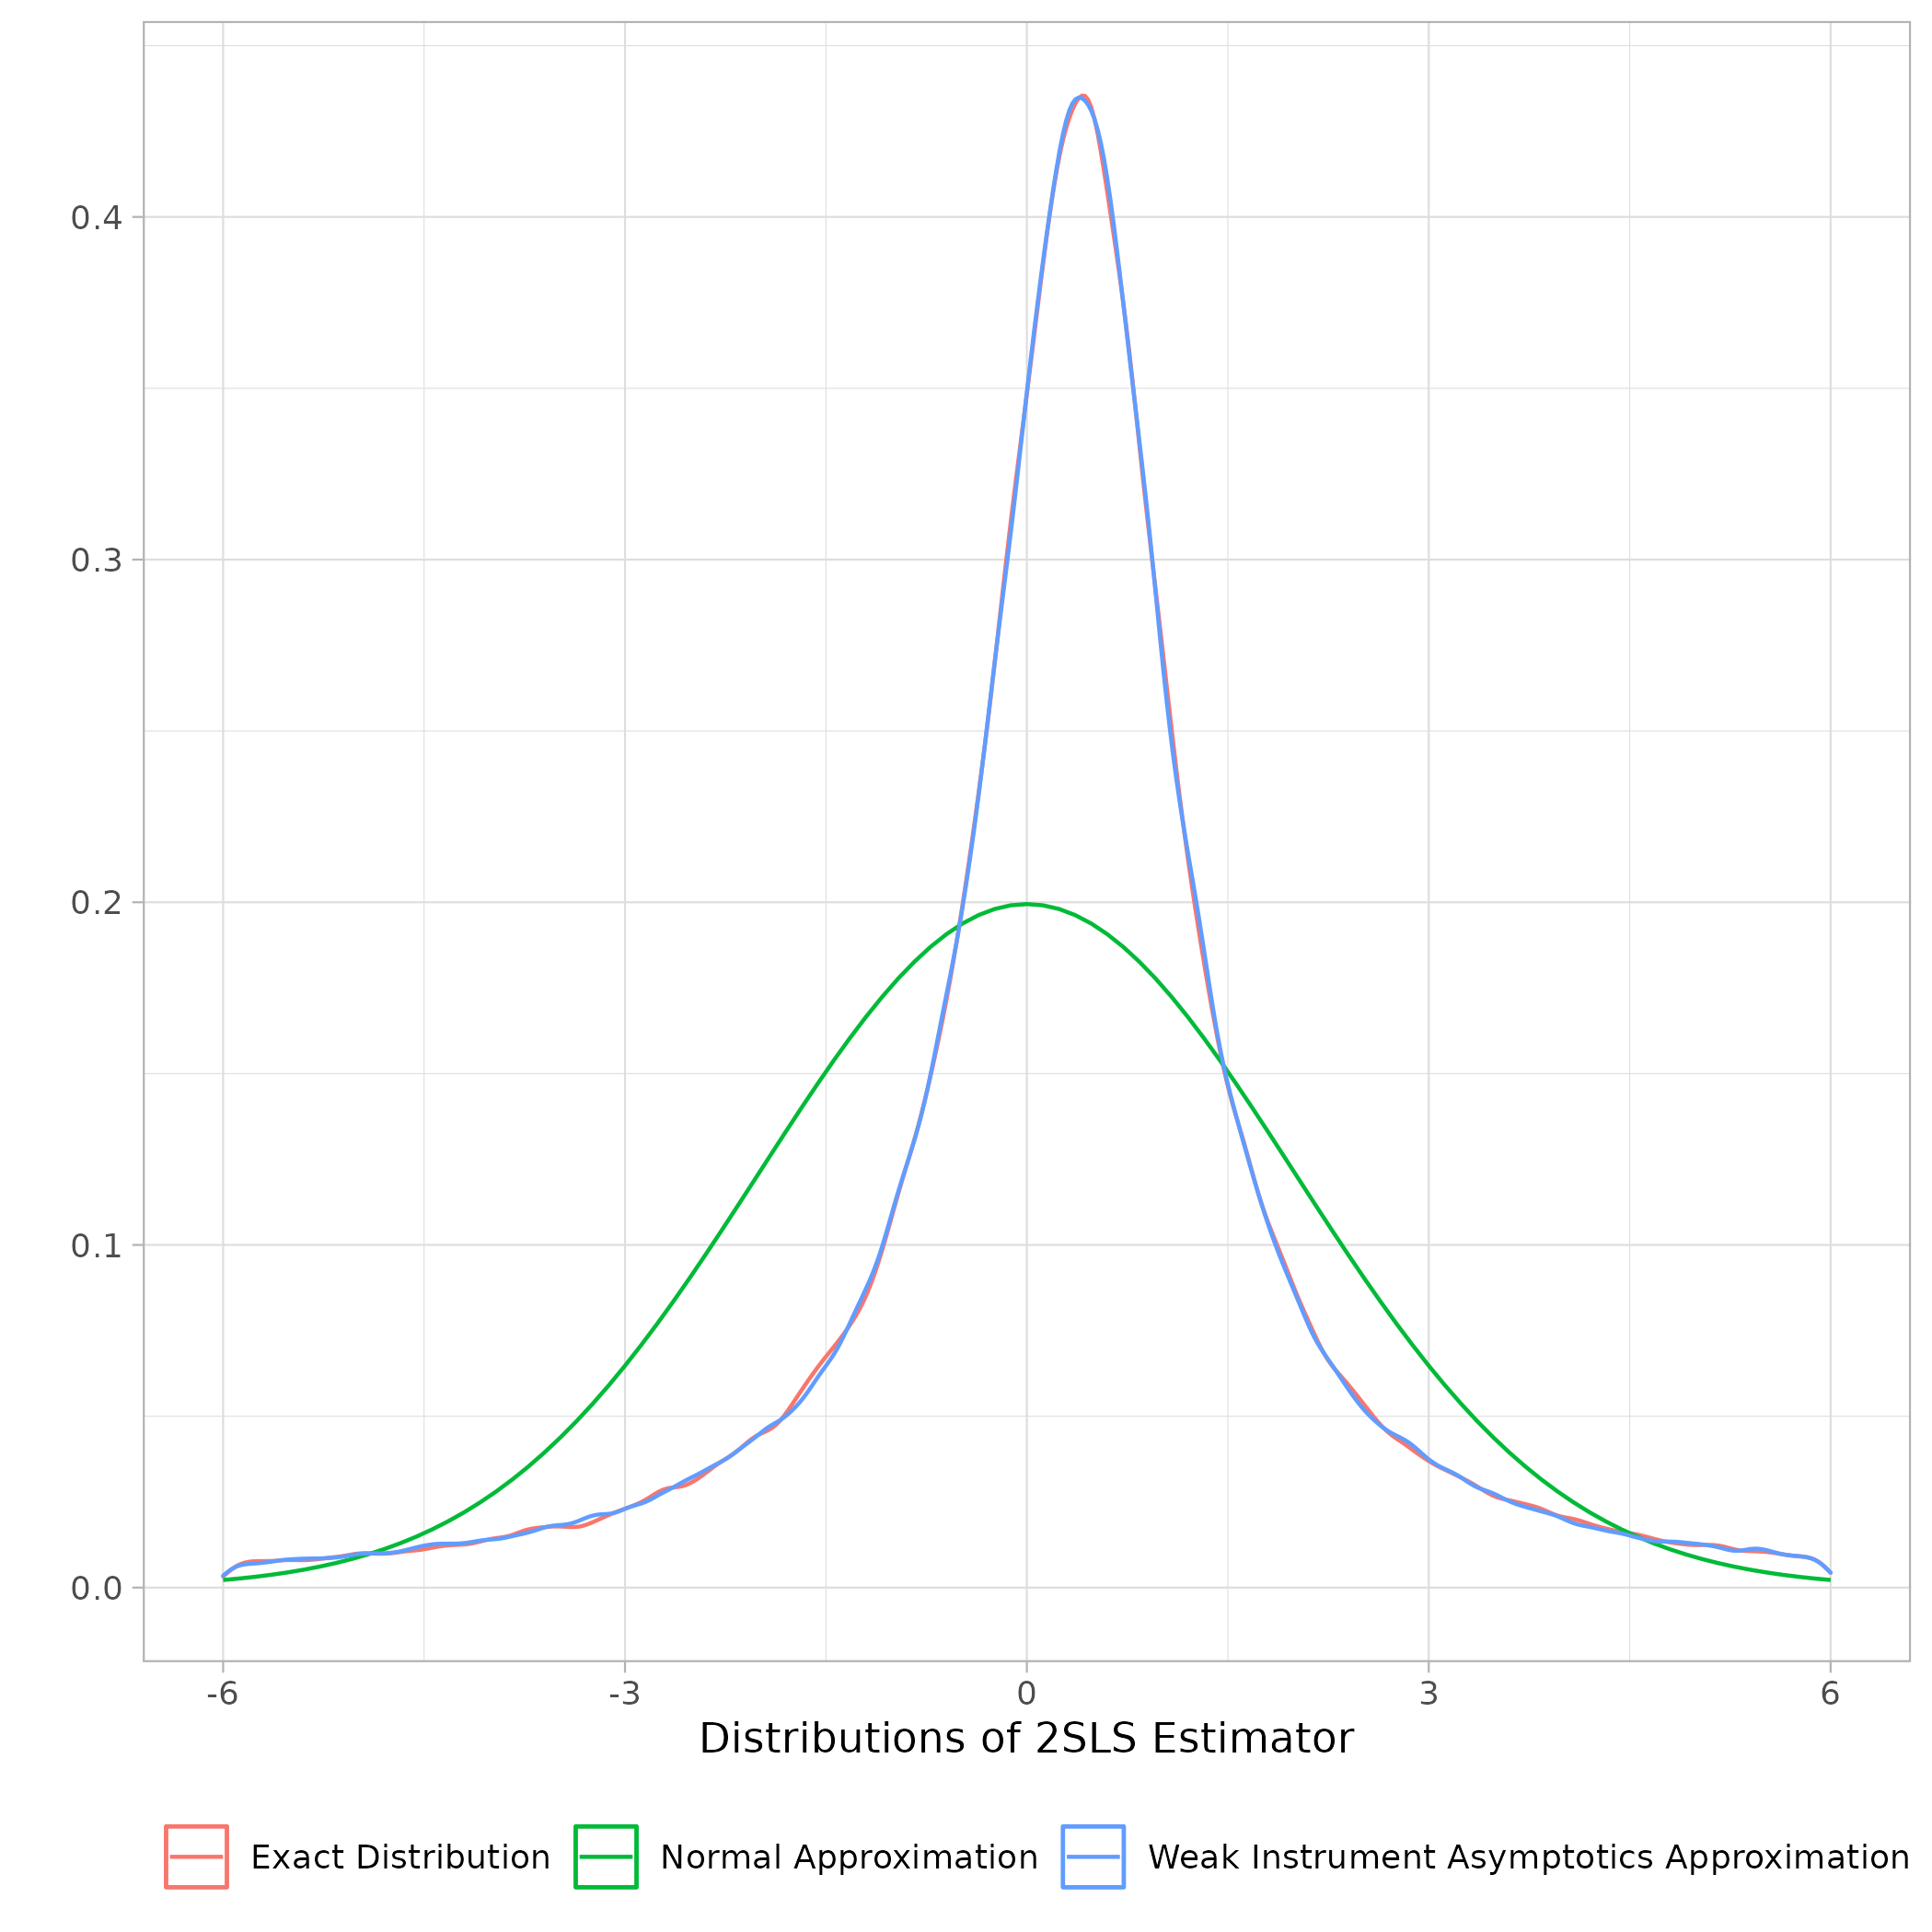 0.4
0.3
0.2
0.1
0.0
-6 -3 0 3 6
Distributions of 2SLS Estimator
Exact Distribution Normal Approximation Weak Instrument Asymptotics Approximation